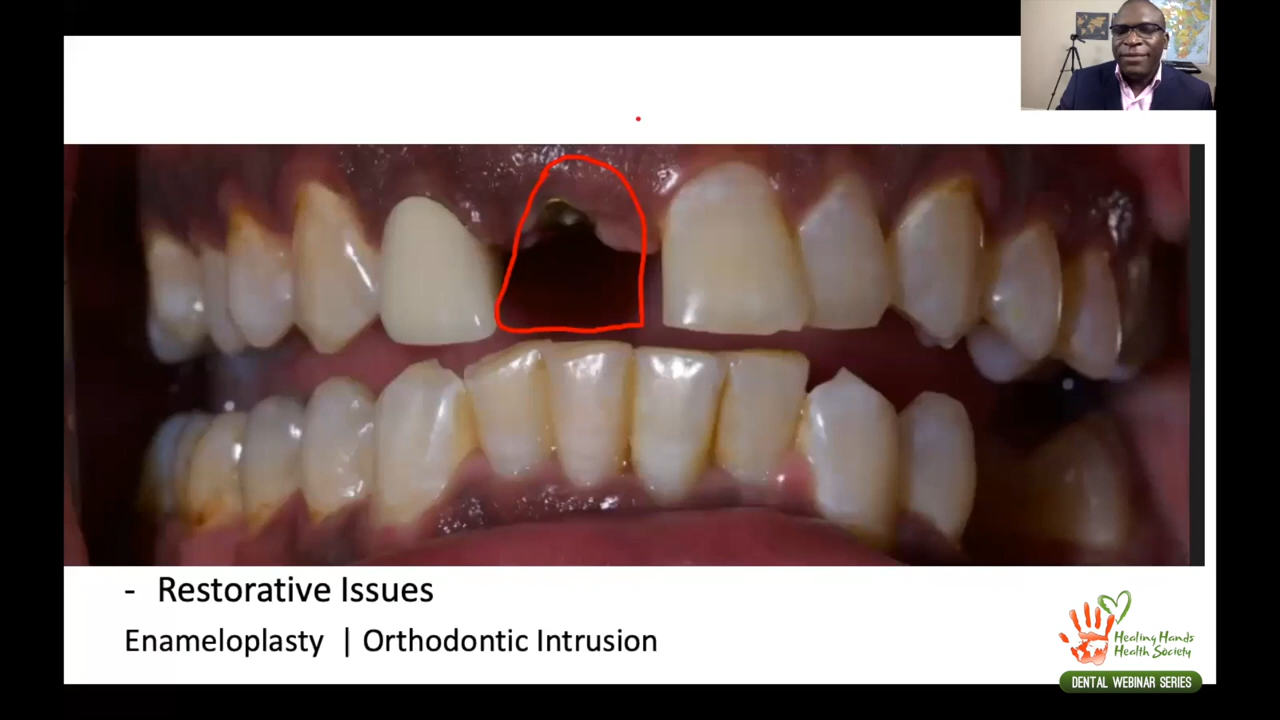 - Restorative Issues
Enameloplasty | Orthodontic Intrusion
Healing Hands
Health Society
DENTAL WEBINAR SERIES